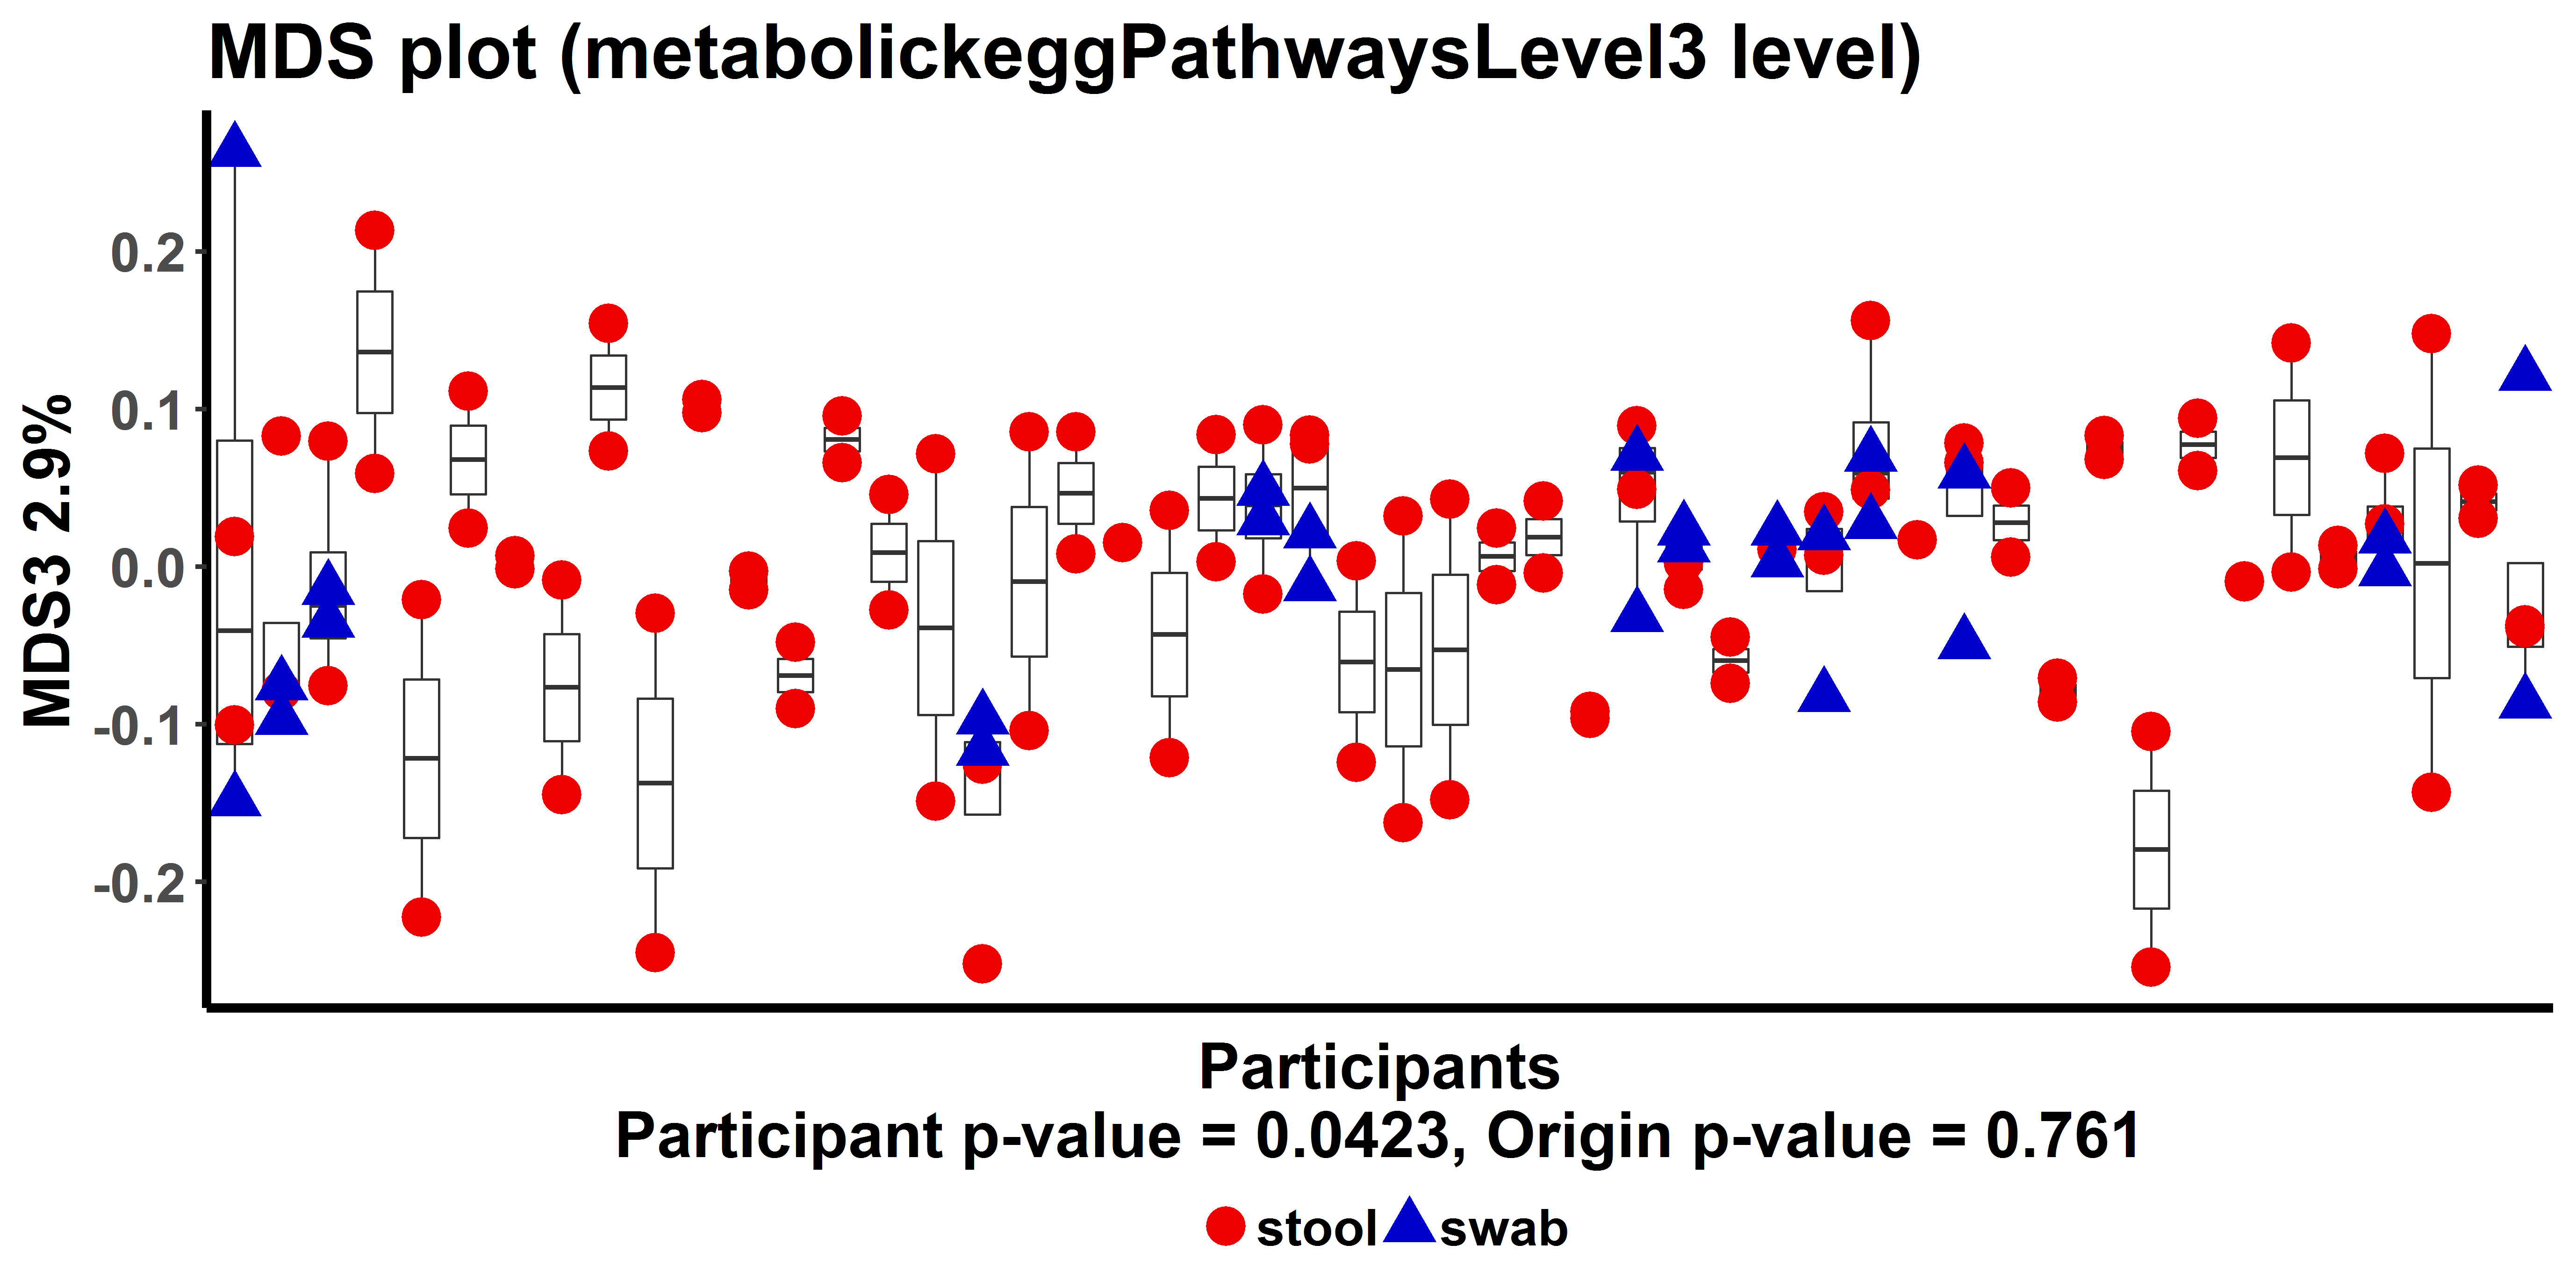 MDS plot (metabolickeggPathwaysLevel3 level)
MDS3 2.9%
0.2
0.1
0.0
-0.1
-0.2
Participants
Participant p-value = 0.0423, Origin p-value = 0.761
stool swab